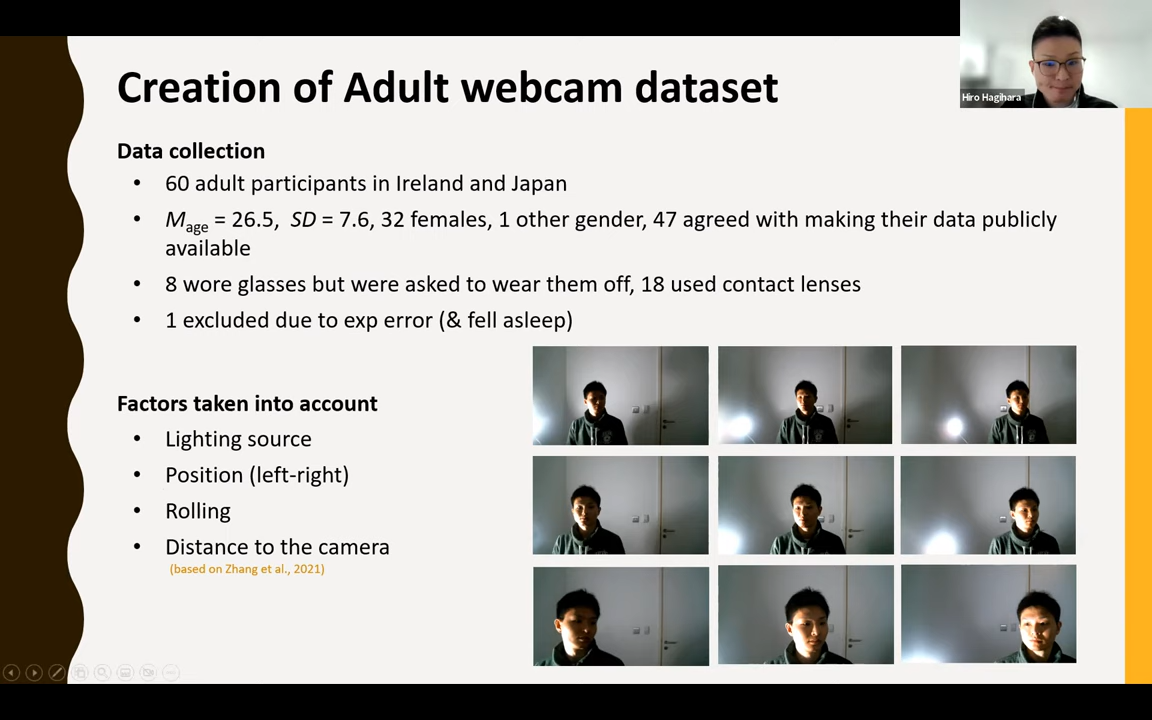 Creation of Adult webcam dataset
Hiro Hagihara
Data collection
• 60 adult participants in Ireland and Japan
• Mage = 26.5, SD = 7.6, 32 females, 1 other gender, 47 agreed with making their data publicly
available
• 8 wore glasses but were asked to wear them off, 18 used contact lenses
• 1 excluded due to exp error (& fell asleep)
Factors taken into account
• Lighting source
• Position (left-right)
• Rolling
• Distance to the camera
(based on Zhang et al., 2021)